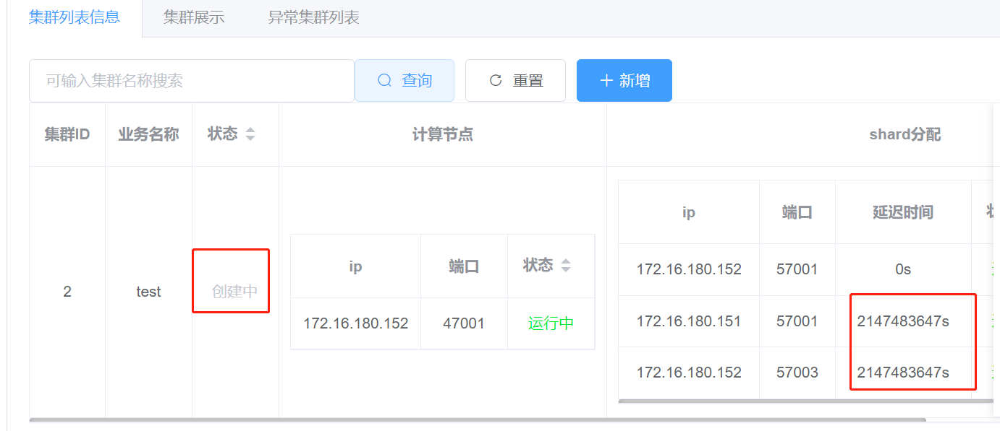 集群列表信息 集群展示 异常集群列表
可输入集群名称搜索 查询 重置 新增
集群ID 业务名称 状态 计算节点 shard分配
ip 端口 延迟时间
ip 端口 状态
172.16.180.152 57001 0s
2 test 创建中
172.16.180.152 47001 运行中
172.16.180.151 57001 2147483647s
172.16.180.152 57003 2147483647s